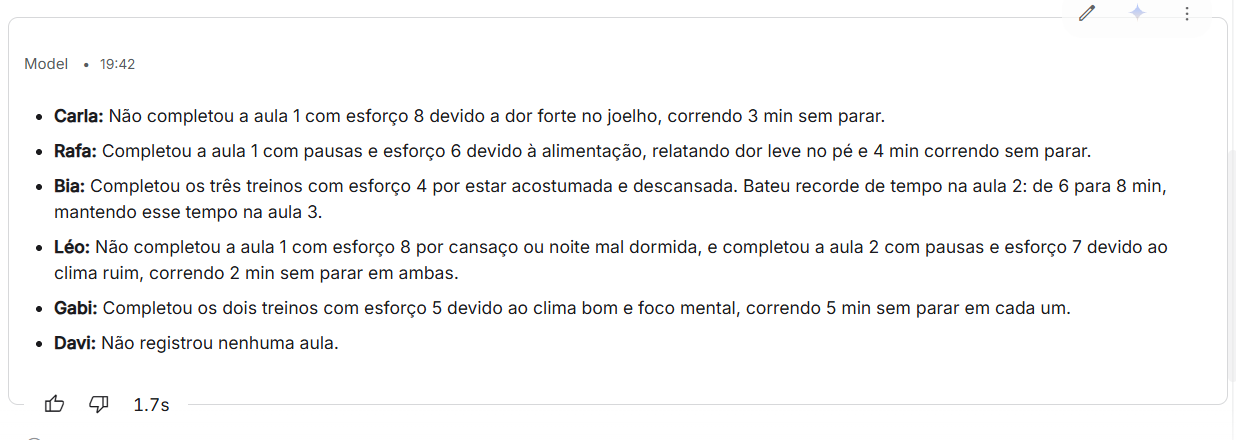 Model • 19:42
• Carla: Não completou a aula 1 com esforço 8 devido a dor forte no joelho, correndo 3 min sem parar.
• Rafa: Completou a aula 1 com pausas e esforço 6 devido à alimentação, relatando dor leve no pé e 4 min correndo sem parar.
• Bia: Completou os três treinos com esforço 4 por estar acostumada e descansada. Bateu recorde de tempo na aula 2: de 6 para 8 min,
mantendo esse tempo na aula 3.
• Léo: Não completou a aula 1 com esforço 8 por cansaço ou noite mal dormida, e completou a aula 2 com pausas e esforço 7 devido ao
clima ruim, correndo 2 min sem parar em ambas.
• Gabi: Completou os dois treinos com esforço 5 devido ao clima bom e foco mental, correndo 5 min sem parar em cada um.
• Davi: Não registrou nenhuma aula.
1.7s